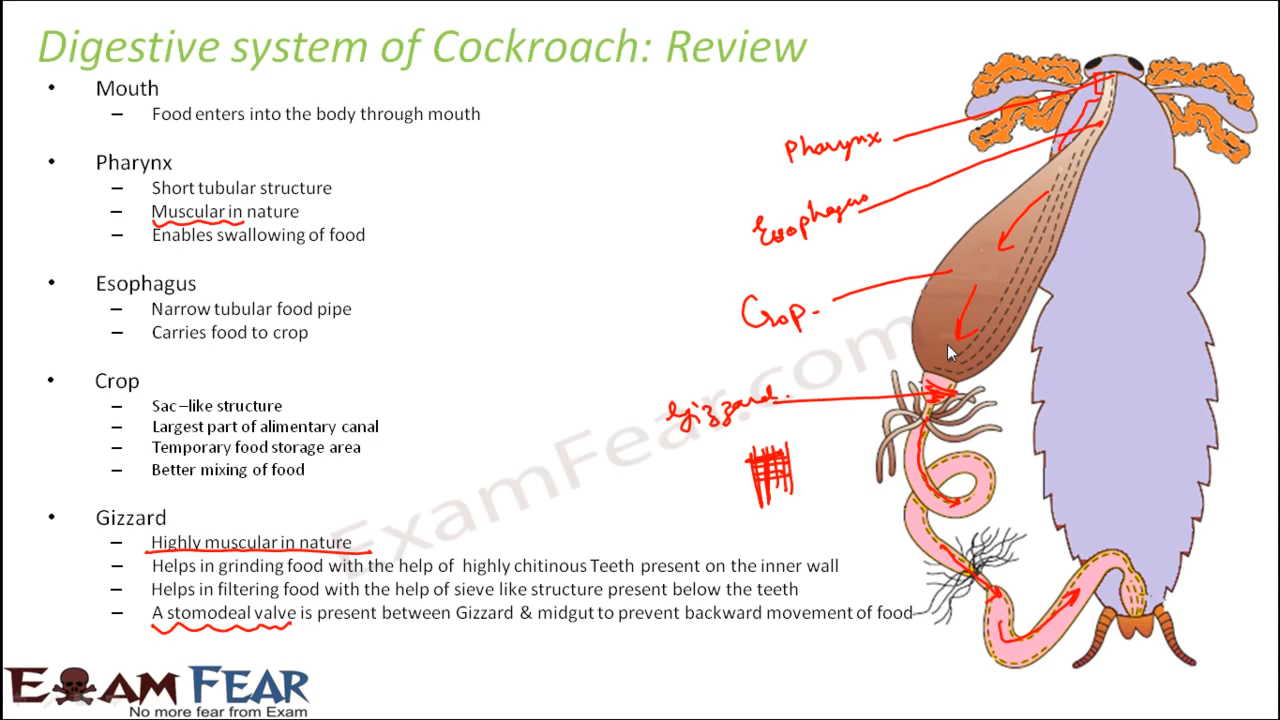 Digestive system of Cockroach: Review
• Mouth
– Food enters into the body through mouth
• Pharynx
– Short tubular structure
– Muscular in nature
– Enables swallowing of food
• Esophagus
– Narrow tubular food pipe
– Carries food to crop
• Crop
– Sac–like structure
– Largest part of alimentary canal
– Temporary food storage area
– Better mixing of food
• Gizzard
– Highly muscular in nature
– Helps in grinding food with the help of highly chitinous Teeth present on the inner wall
– Helps in filtering food with the help of sieve like structure present below the teeth
– A stomodeal valve is present between Gizzard & midgut to prevent backward movement of food
Pharynx
Esophagus
Crop.
Gizzard.
ExamFear.com
EXAM FEAR
No more fear from Exam